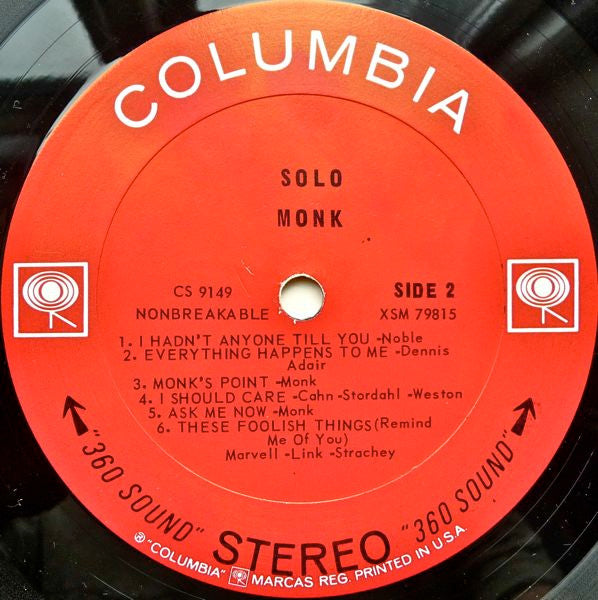 COLUMBIA
SOLO
MONK
CS 9149
NONBREAKABLE
SIDE 2
XSM 79815
1. I HADN'T ANYONE TILL YOU -Noble
2. EVERYTHING HAPPENS TO ME -Dennis
Adair
3. MONK'S POINT -Monk
4. I SHOULD CARE -Cahn -Stordahl -Weston
5. ASK ME NOW -Monk
6. THESE FOOLISH THINGS (Remind
Me Of You)
Marvell -Link -Strachey
"360 SOUND" STEREO "360 SOUND"
® "COLUMBIA" MARCAS REG. PRINTED IN U.S.A.